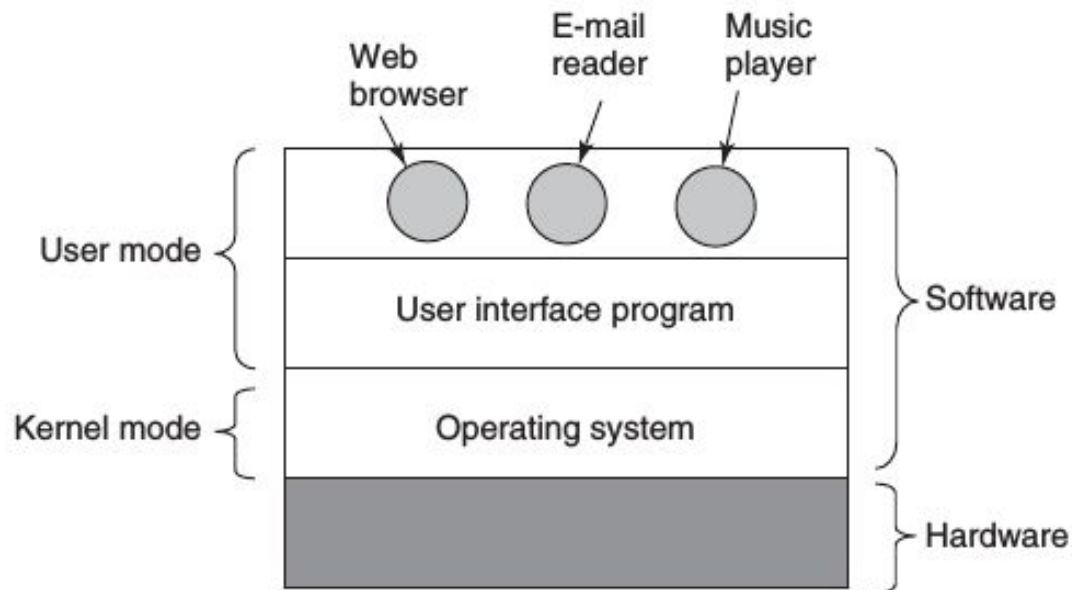 Web
browser
E-mail
reader
Music
player
User mode
User interface program
Software
Kernel mode
Operating system
Hardware